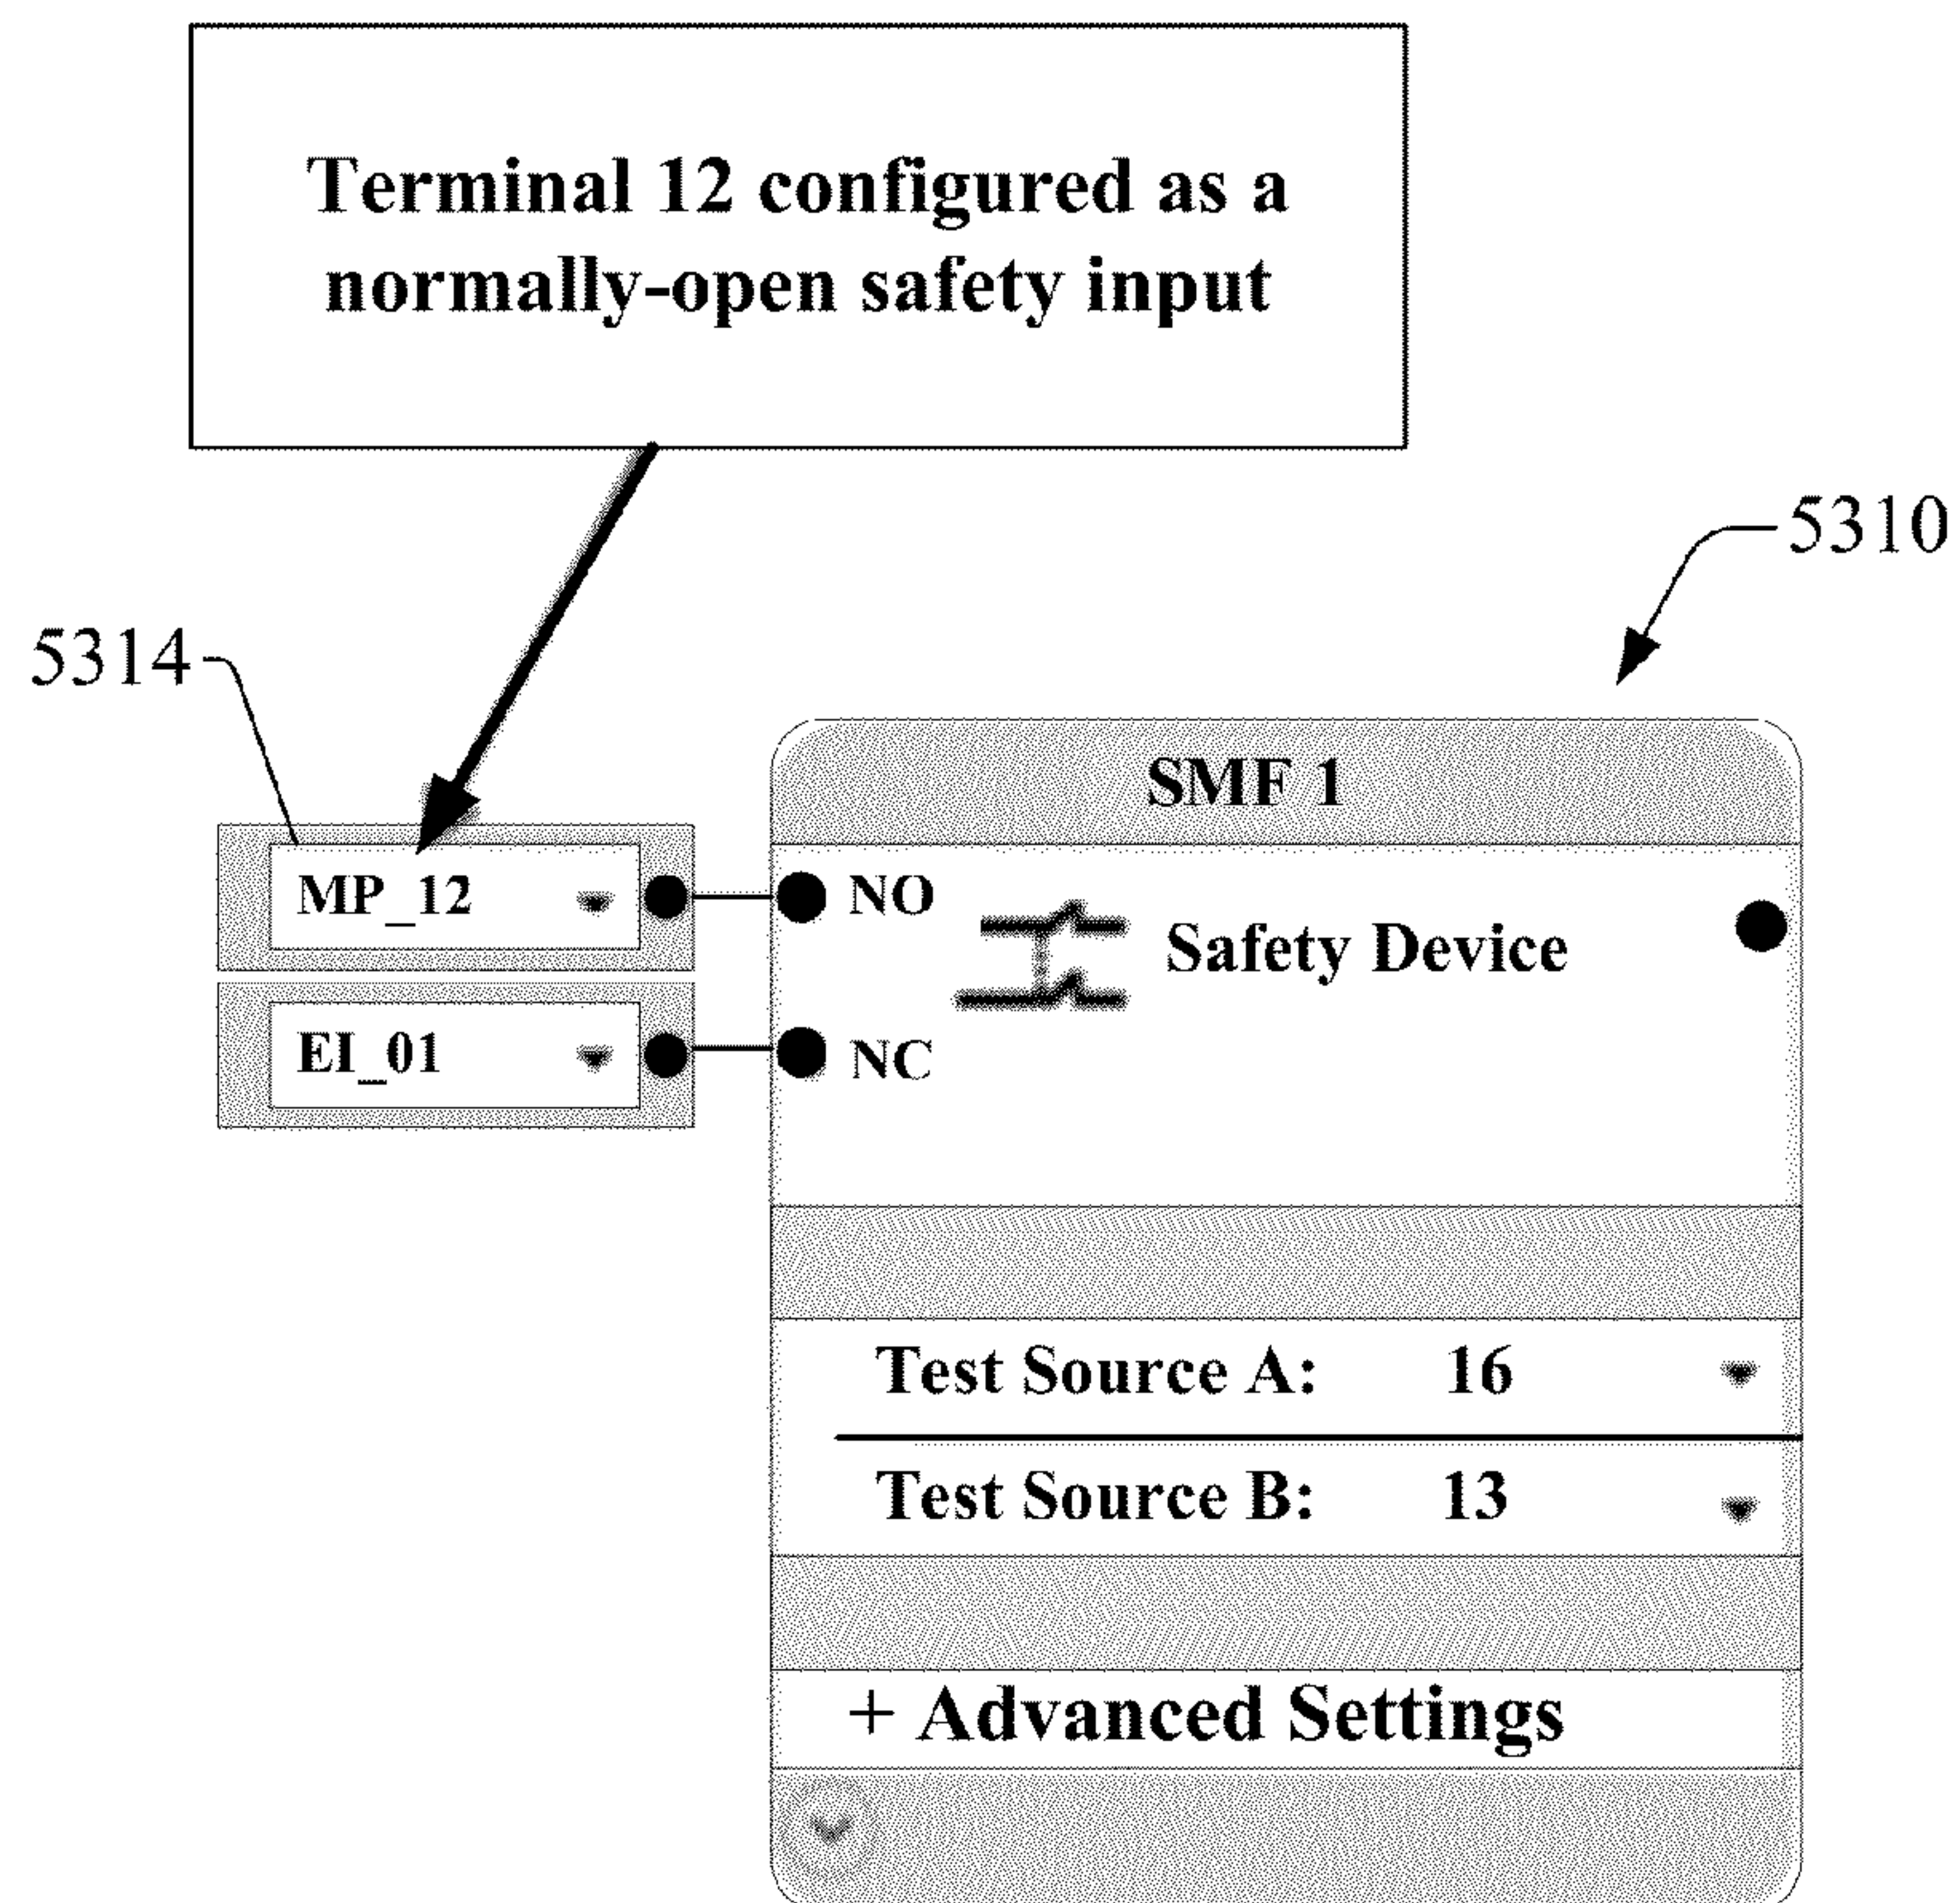 Terminal 12 configured as a
normally-open safety input
5310
5314
SMF 1
MP_12
NO
Safety Device
EI_01
NC
Test Source A: 16
Test Source B: 13
+ Advanced Settings